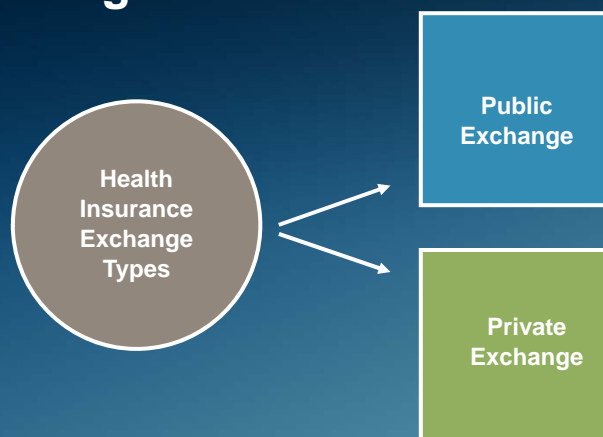 Health
Insurance
Exchange
Types
Public
Exchange
Private
Exchange